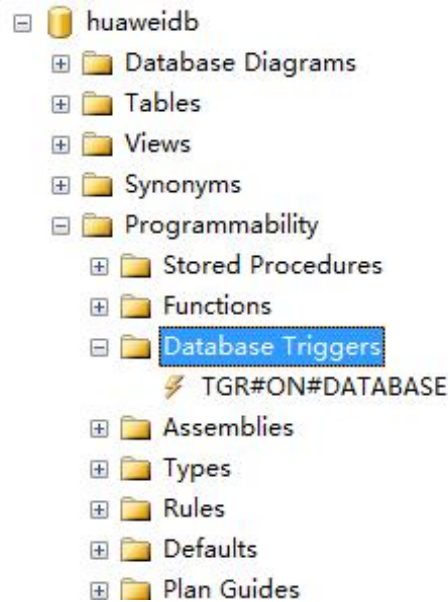 huaweidb
Database Diagrams
Tables
Views
Synonyms
Programmability
Stored Procedures
Functions
Database Triggers
TGR#ON#DATABASE
Assemblies
Types
Rules
Defaults
Plan Guides